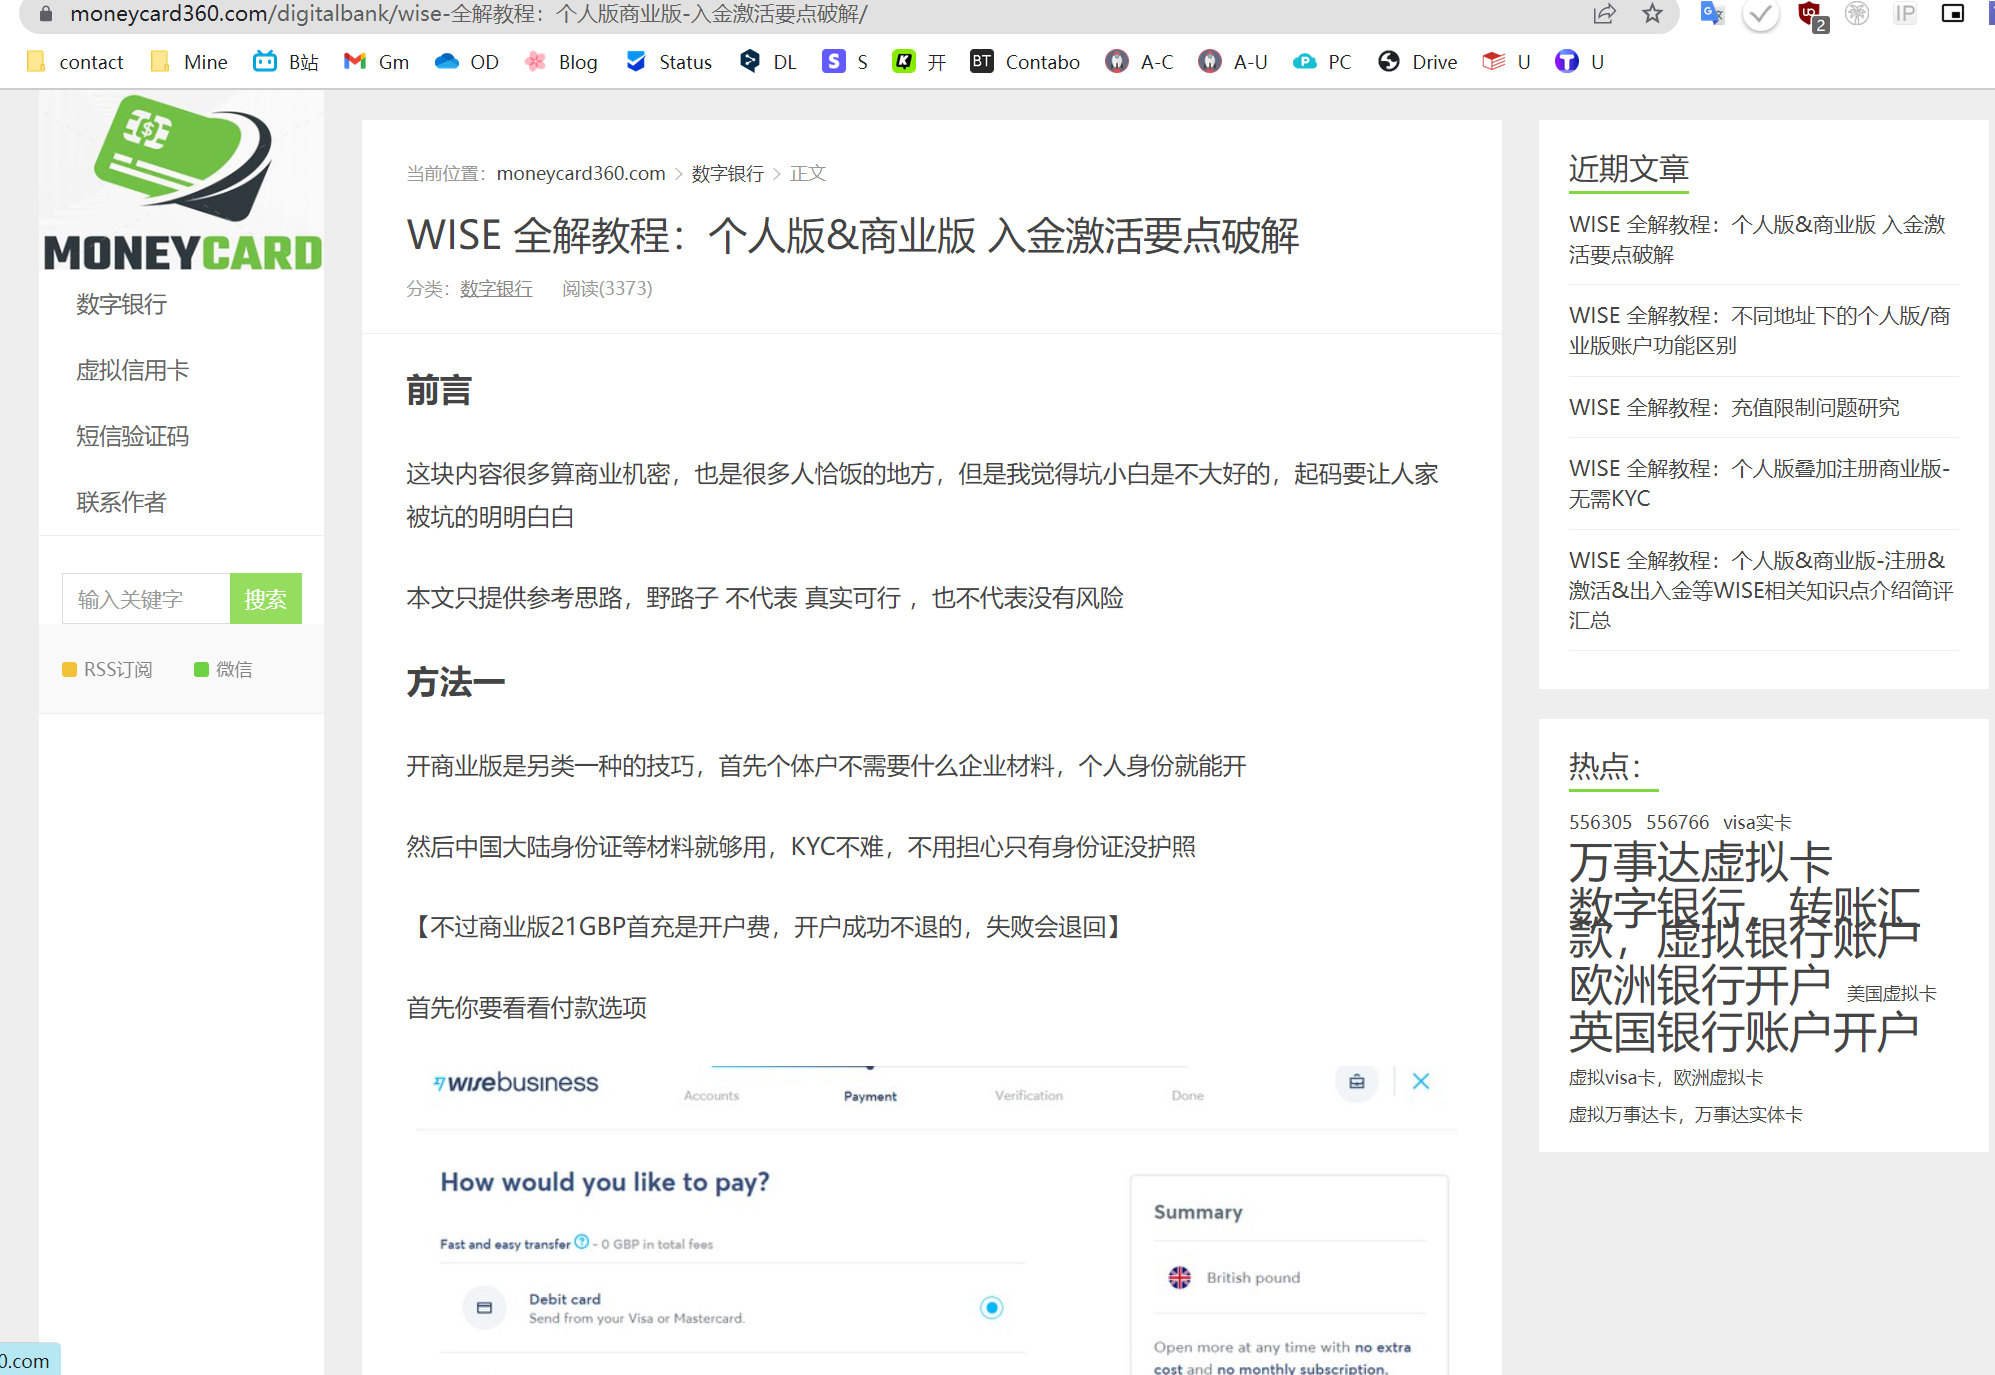 moneycard360.com/digitalbank/wise-全解教程：个人版商业版-入金激活要点破解/
2
IP
contact Mine B站 Gm OD Blog Status DL S 开 Contabo A-C A-U PC Drive U U
MONEYCARD
数字银行
虚拟信用卡
短信验证码
联系作者
输入关键字 搜索
RSS订阅 微信
0.com
当前位置：moneycard360.com > 数字银行 > 正文
WISE 全解教程：个人版&商业版 入金激活要点破解
分类：数字银行 阅读(3373)
前言
这块内容很多算商业机密，也是很多人恰饭的地方，但是我觉得坑小白是不大好的，起码要让人家
被坑的明明白白
本文只提供参考思路，野路子 不代表 真实可行 ，也不代表没有风险
方法一
开商业版是另类一种的技巧，首先个体户不需要什么企业材料，个人身份就能开
然后中国大陆身份证等材料就够用，KYC不难，不用担心只有身份证没护照
【不过商业版21GBP首充是开户费，开户成功不退的，失败会退回】
首先你要看看付款选项
wise business
Accounts Payment Verification Done
How would you like to pay?
Fast and easy transfer ? - 0 GBP in total fees
Debit card
Send from your Visa or Mastercard.
Summary
British pound
Open more at any time with no extra
cost and no monthly subscription.
近期文章
WISE 全解教程：个人版&商业版 入金激
活要点破解
WISE 全解教程：不同地址下的个人版/商
业版账户功能区别
WISE 全解教程：充值限制问题研究
WISE 全解教程：个人版叠加注册商业版-
无需KYC
WISE 全解教程：个人版&商业版-注册&
激活&出入金等WISE相关知识点介绍简评
汇总
热点：
556305 556766 visa实卡
万事达虚拟卡
数字银行，转账汇
款，虚拟银行账户
欧洲银行开户 美国虚拟卡
英国银行账户开户
虚拟visa卡，欧洲虚拟卡
虚拟万事达卡，万事达实体卡